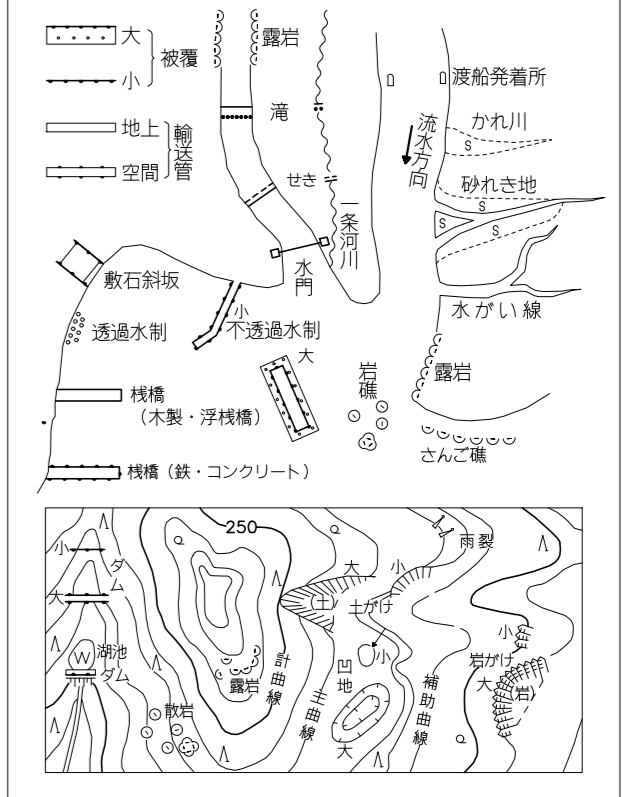 大
小
被覆
地上
空間
輸送管
露岩
滝
せき
一条河川
水門
渡船発着所
流水方向
かれ川
S
砂れき地
S
S
S
水がい線
敷石斜坂
透過水制
小
不透過水制
大
岩礁
露岩
さんご礁
桟橋
(木製・浮桟橋)
桟橋(鉄・コンクリート)
250
小
ダム
大
湖池
W
ダム
散岩
露岩
計曲線
主曲線
大
(土)
小
土がけ
雨裂
小
凹地
大
補助曲線
小
岩がけ
大
(岩)